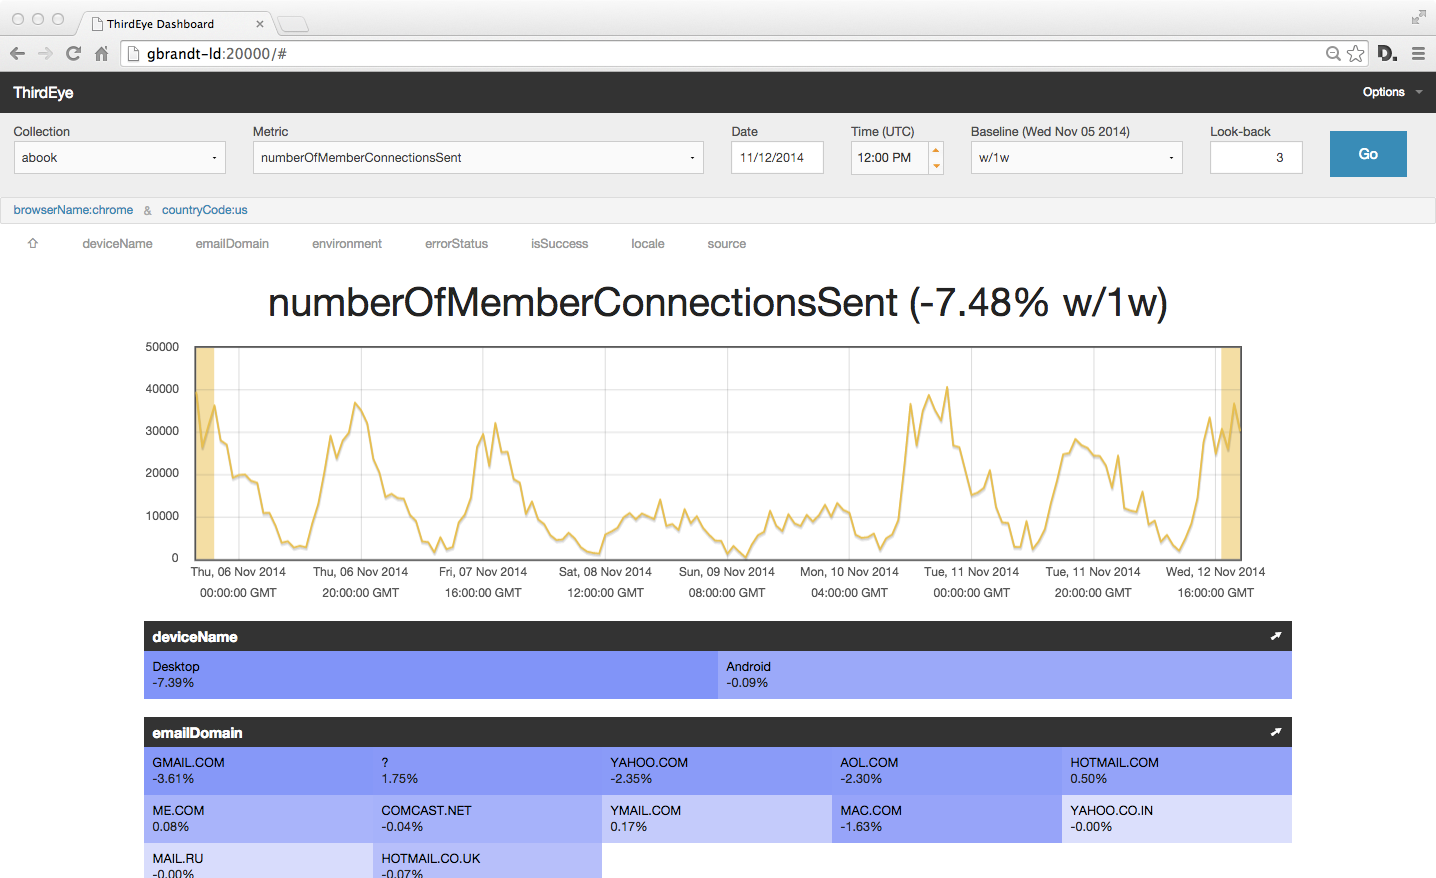 ThirdEye Dashboard
gbrandt-ld:20000/#
D.
ThirdEye
Options
Collection Metric Date Time (UTC) Baseline (Wed Nov 05 2014) Look-back
abook numberOfMemberConnectionsSent 11/12/2014 12:00 PM w/1w 3 Go
browserName:chrome & countryCode:us
deviceName emailDomain environment errorStatus isSuccess locale source
numberOfMemberConnectionsSent (-7.48% w/1w)
50000
40000
30000
20000
10000
0
Thu, 06 Nov 2014 Thu, 06 Nov 2014 Fri, 07 Nov 2014 Sat, 08 Nov 2014 Sun, 09 Nov 2014 Mon, 10 Nov 2014 Tue, 11 Nov 2014 Tue, 11 Nov 2014 Wed, 12 Nov 2014
00:00:00 GMT 20:00:00 GMT 16:00:00 GMT 12:00:00 GMT 08:00:00 GMT 04:00:00 GMT 00:00:00 GMT 20:00:00 GMT 16:00:00 GMT
deviceName
Desktop Android
-7.39% -0.09%
emailDomain
GMAIL.COM ? YAHOO.COM AOL.COM HOTMAIL.COM
-3.61% 1.75% -2.35% -2.30% 0.50%
ME.COM COMCAST.NET YMAIL.COM MAC.COM YAHOO.CO.IN
0.08% -0.04% 0.17% -1.63% -0.00%
MAIL.RU HOTMAIL.CO.UK
-0.00% -0.07%